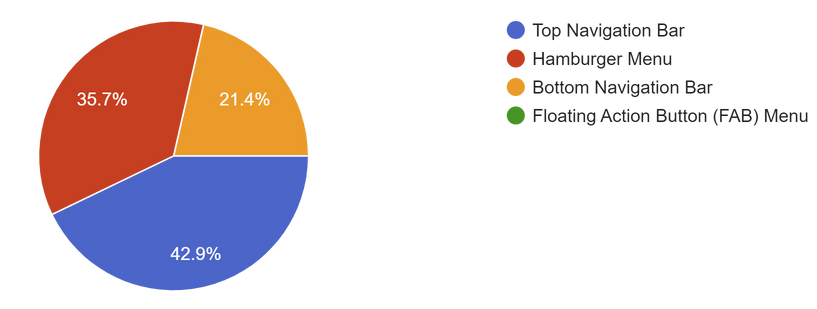 Top Navigation Bar
Hamburger Menu
35.7%
21.4%
Bottom Navigation Bar
Floating Action Button (FAB) Menu
42.9%